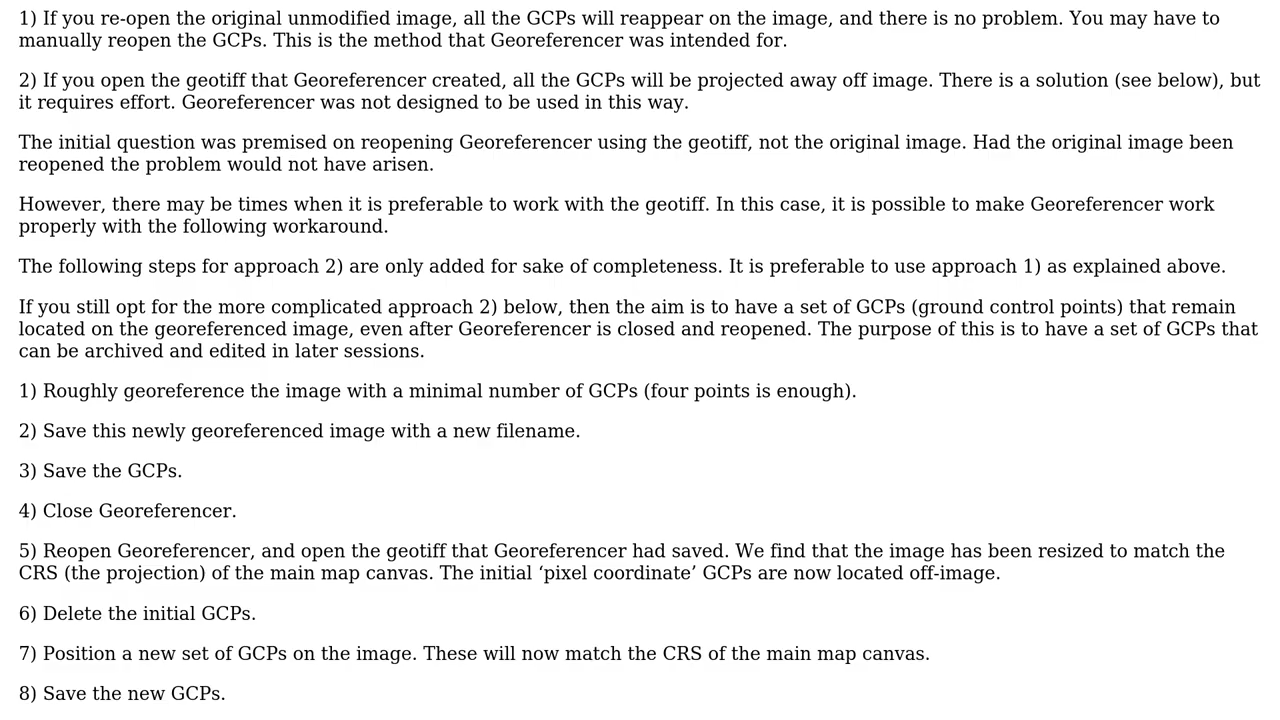 1) If you re-open the original unmodified image, all the GCPs will reappear on the image, and there is no problem. You may have to
manually reopen the GCPs. This is the method that Georeferencer was intended for.
2) If you open the geotiff that Georeferencer created, all the GCPs will be projected away off image. There is a solution (see below), but
it requires effort. Georeferencer was not designed to be used in this way.
The initial question was premised on reopening Georeferencer using the geotiff, not the original image. Had the original image been
reopened the problem would not have arisen.
However, there may be times when it is preferable to work with the geotiff. In this case, it is possible to make Georeferencer work
properly with the following workaround.
The following steps for approach 2) are only added for sake of completeness. It is preferable to use approach 1) as explained above.
If you still opt for the more complicated approach 2) below, then the aim is to have a set of GCPs (ground control points) that remain
located on the georeferenced image, even after Georeferencer is closed and reopened. The purpose of this is to have a set of GCPs that
can be archived and edited in later sessions.
1) Roughly georeference the image with a minimal number of GCPs (four points is enough).
2) Save this newly georeferenced image with a new filename.
3) Save the GCPs.
4) Close Georeferencer.
5) Reopen Georeferencer, and open the geotiff that Georeferencer had saved. We find that the image has been resized to match the
CRS (the projection) of the main map canvas. The initial ‘pixel coordinate’ GCPs are now located off-image.
6) Delete the initial GCPs.
7) Position a new set of GCPs on the image. These will now match the CRS of the main map canvas.
8) Save the new GCPs.